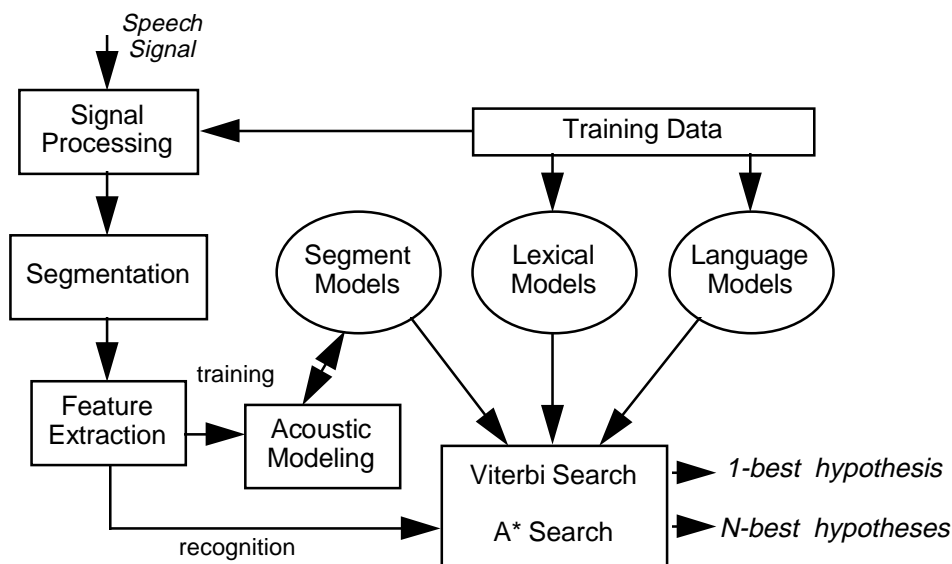 Speech
Signal
Signal
Processing
Training Data
Segmentation
Segment
Models
Lexical
Models
Language
Models
training
Feature
Extraction
Acoustic
Modeling
Viterbi Search
A* Search
1-best hypothesis
N-best hypotheses
recognition